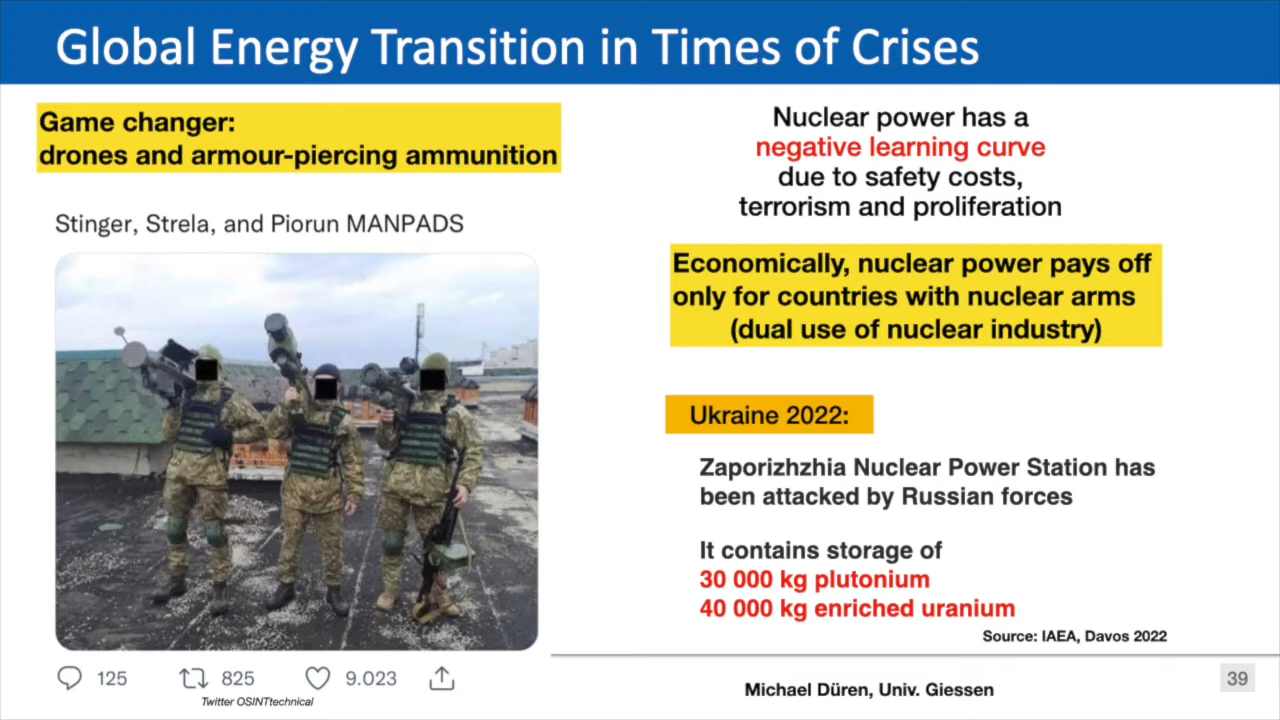 Global Energy Transition in Times of Crises
Game changer:
drones and armour-piercing ammunition
Stinger, Strela, and Piorun MANPADS
125 825 9.023
Twitter OSINTtechnical
Nuclear power has a
negative learning curve
due to safety costs,
terrorism and proliferation
Economically, nuclear power pays off
only for countries with nuclear arms
(dual use of nuclear industry)
Ukraine 2022:
Zaporizhzhia Nuclear Power Station has
been attacked by Russian forces
It contains storage of
30 000 kg plutonium
40 000 kg enriched uranium
Source: IAEA, Davos 2022
Michael Düren, Univ. Giessen
39